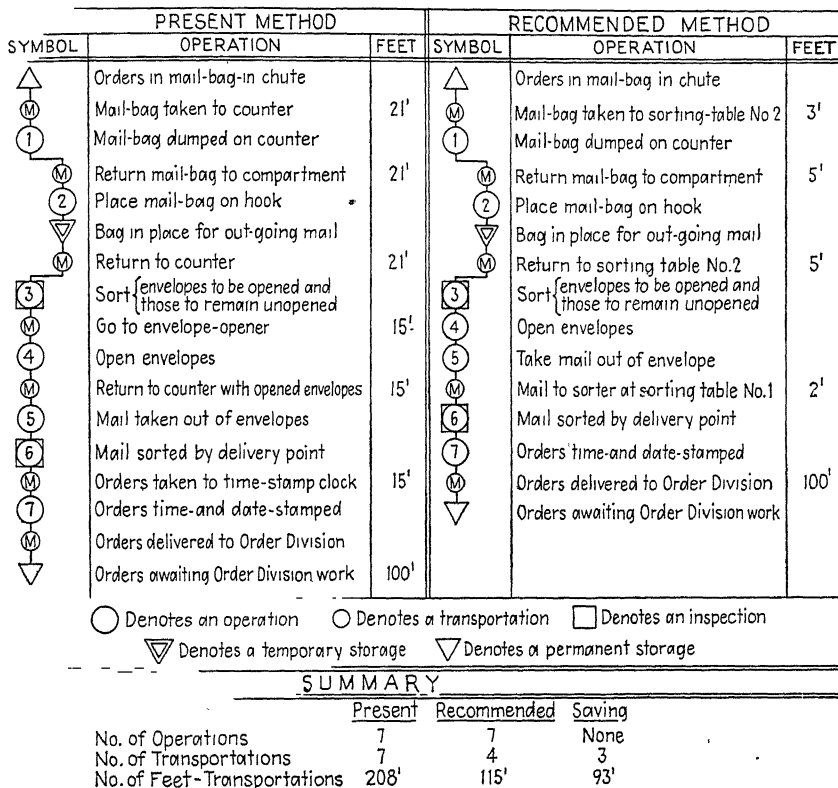 PRESENT METHOD
SYMBOL OPERATION FEET
Orders in mail-bag-in chute
M Mail-bag taken to counter 21'
1 Mail-bag dumped on counter
M Return mail-bag to compartment 21'
2 Place mail-bag on hook
Bag in place for out-going mail
M Return to counter 21'
3 Sort { envelopes to be opened and
those to remain unopened
M Go to envelope-opener 15'
4 Open envelopes
M Return to counter with opened envelopes 15'
5 Mail taken out of envelopes
6 Mail sorted by delivery point
M Orders taken to time-stamp clock 15'
7 Orders time-and date-stamped
M Orders delivered to Order Division
Orders awaiting Order Division work 100'
RECOMMENDED METHOD
SYMBOL OPERATION FEET
Orders in mail-bag in chute
M Mail-bag taken to sorting-table No 2 3'
1 Mail-bag dumped on counter
M Return mail-bag to compartment 5'
2 Place mail-bag on hook
Bag in place for out-going mail
M Return to sorting table No.2 5'
3 Sort { envelopes to be opened and
those to remain unopened
4 Open envelopes
5 Take mail out of envelope
M Mail to sorter at sorting table No.1 2'
6 Mail sorted by delivery point
7 Orders time-and date-stamped
M Orders delivered to Order Division 100'
Orders awaiting Order Division work
Denotes an operation Denotes a transportation Denotes an inspection
Denotes a temporary storage Denotes a permanent storage
SUMMARY
Present Recommended Saving
No. of Operations 7 7 None
No. of Transportations 7 4 3
No. of Feet-Transportations 208' 115' 93'